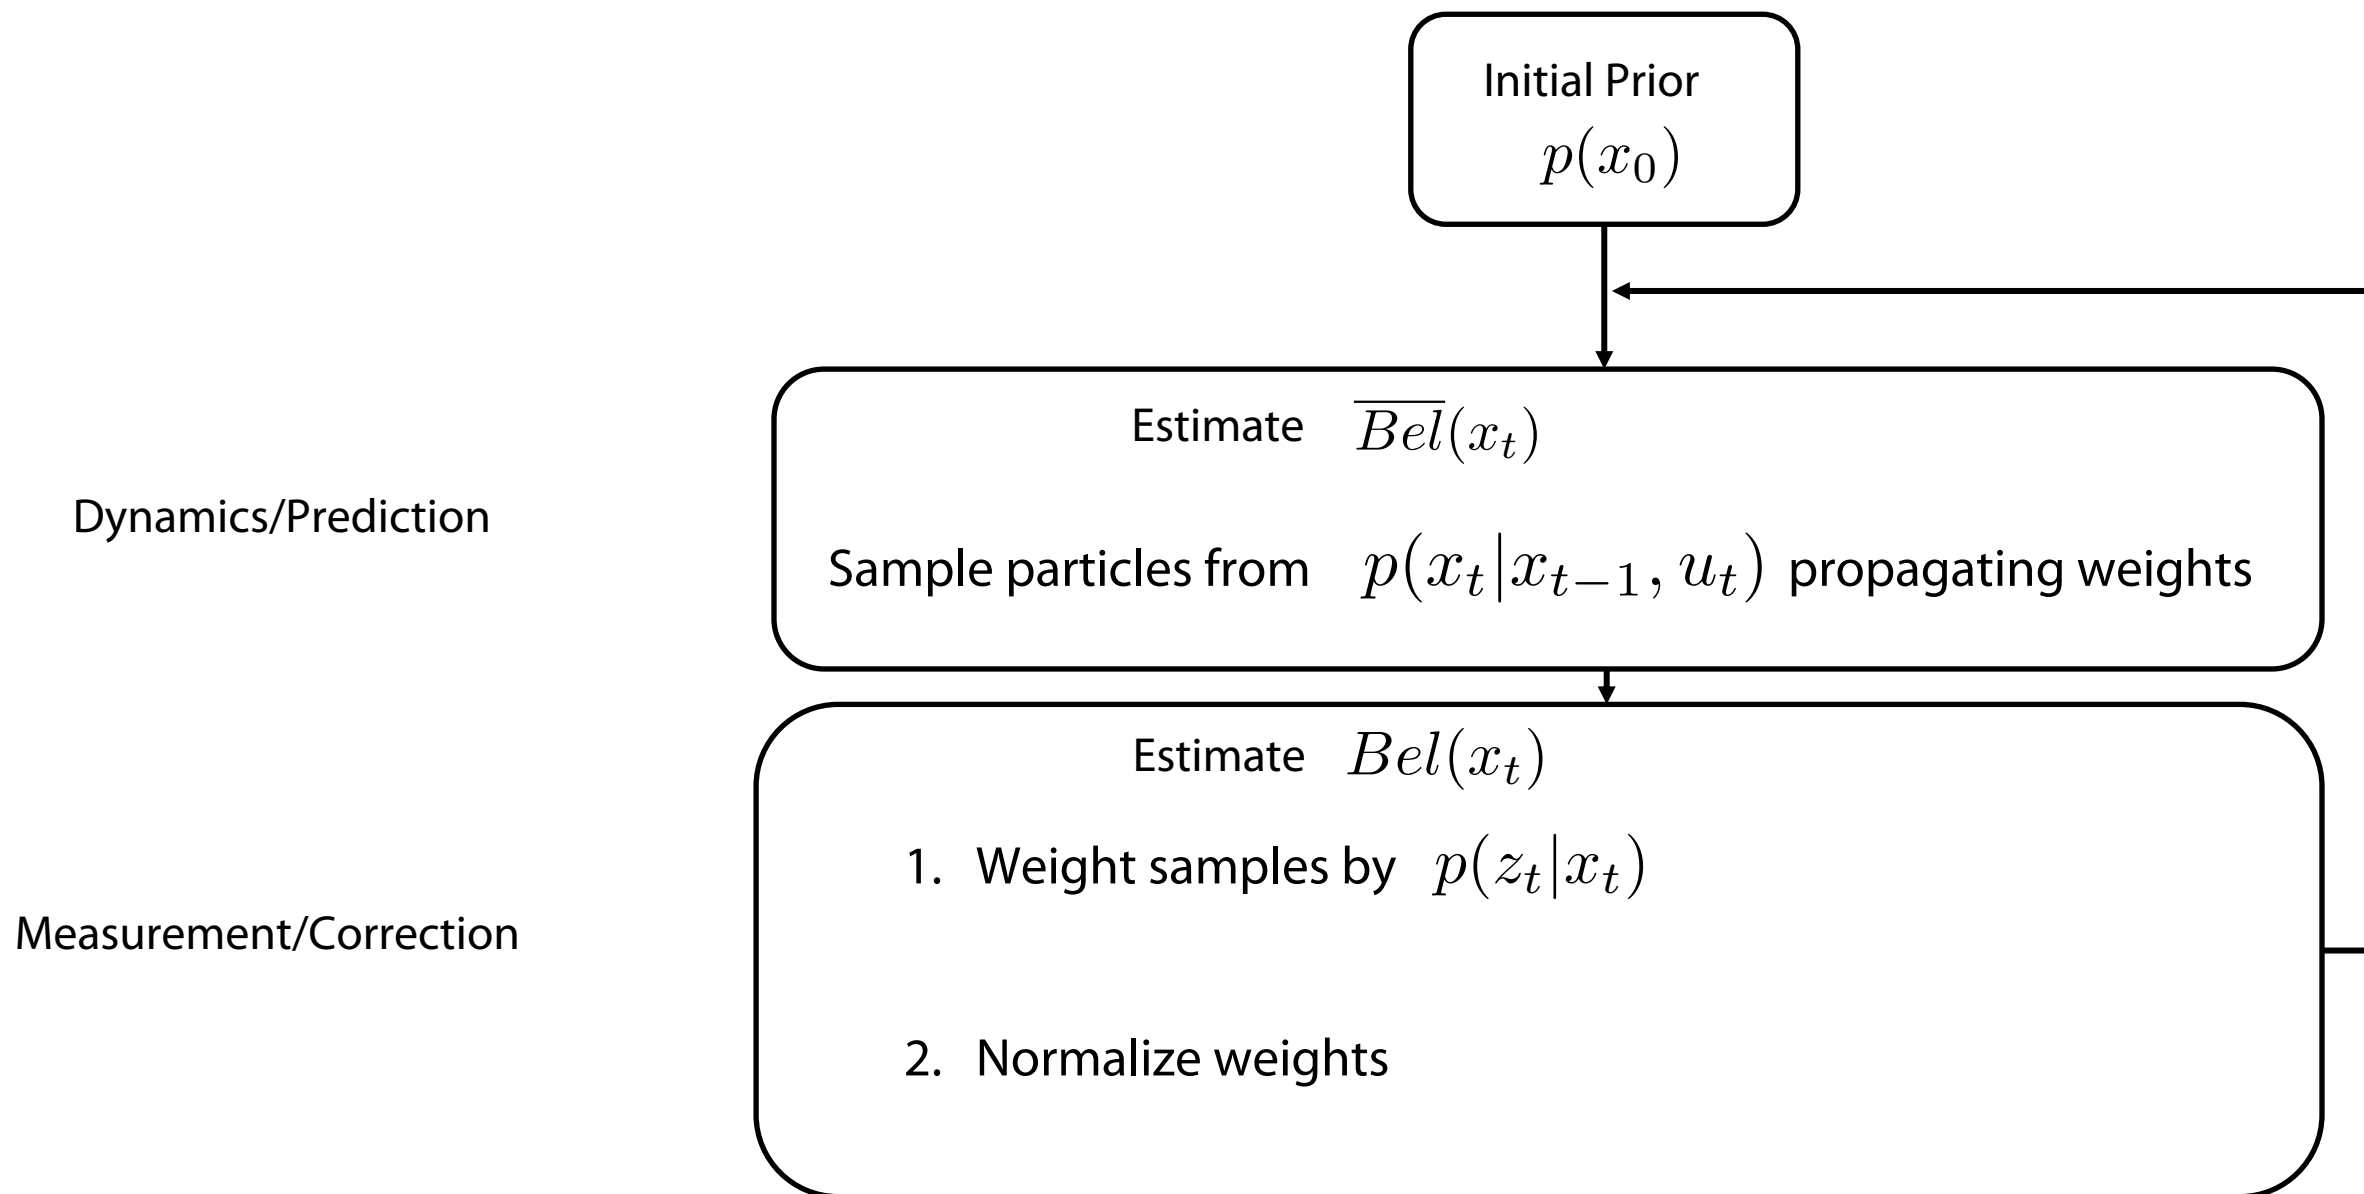 Initial Prior
$p(x_0)$
Estimate $\overline{Bel}(x_t)$
Dynamics/Prediction
Sample particles from $p(x_t|x_{t-1}, u_t)$ propagating weights
Estimate $Bel(x_t)$
1. Weight samples by $p(z_t|x_t)$
Measurement/Correction
2. Normalize weights